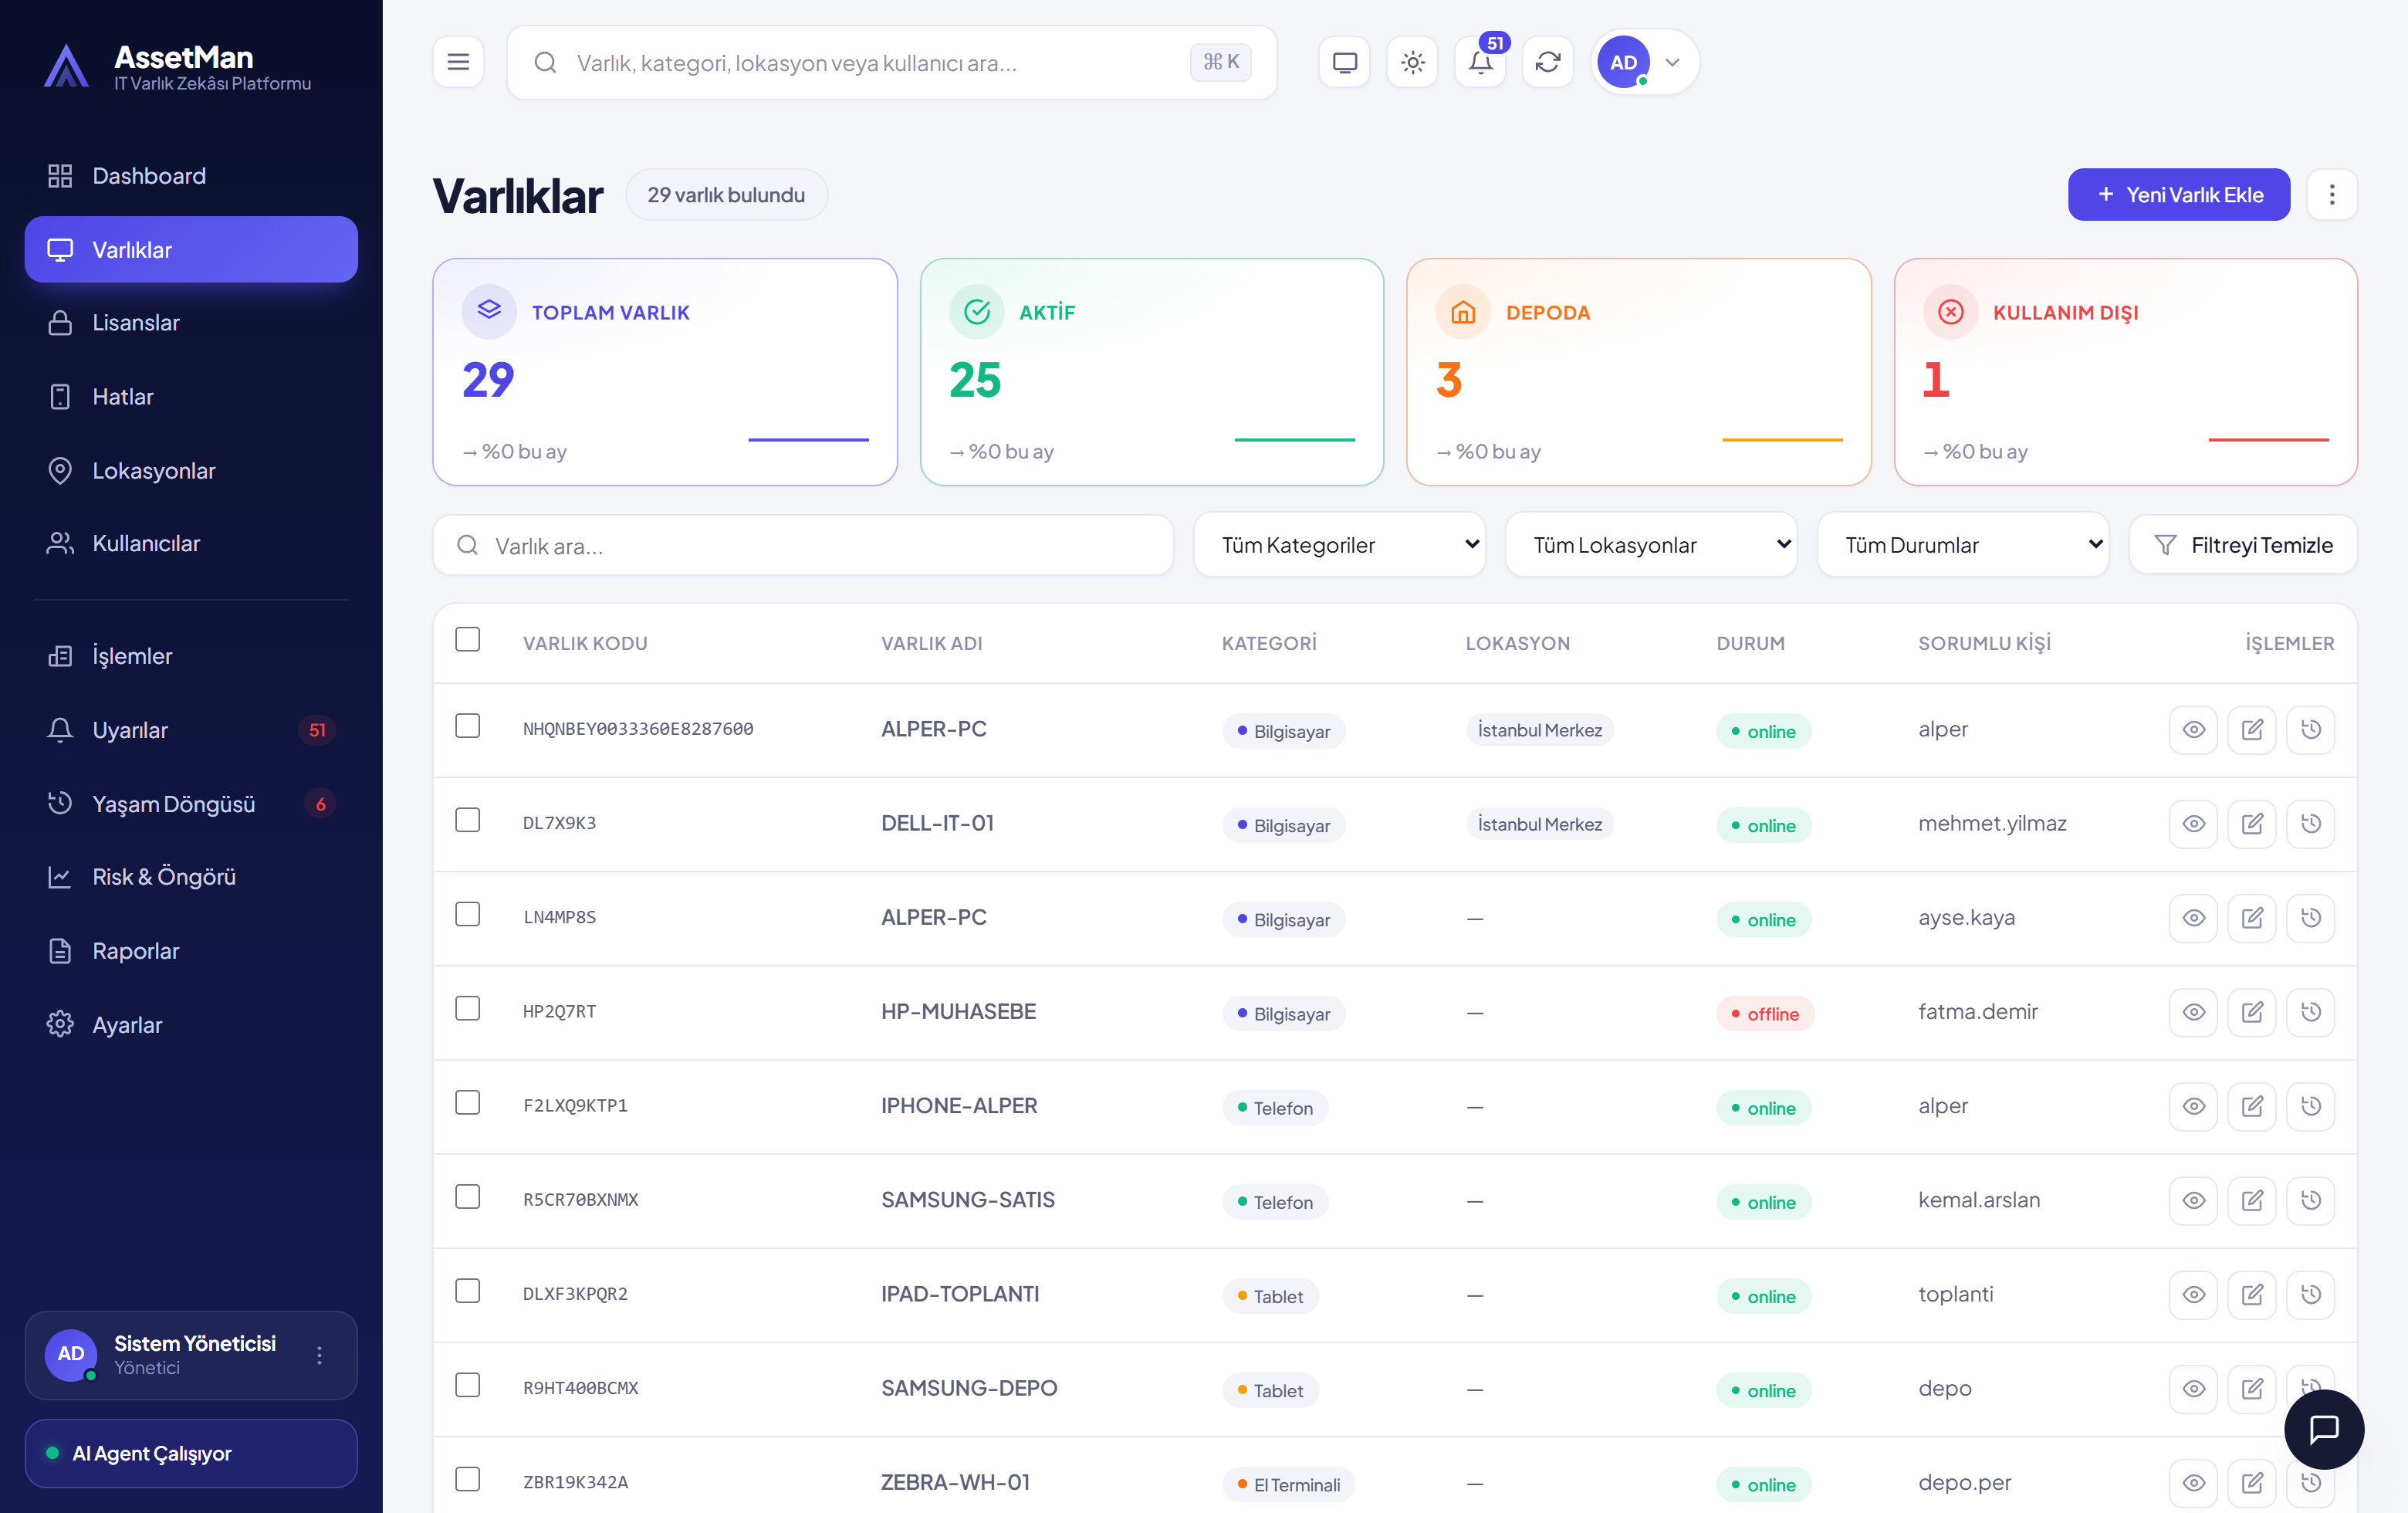 AssetMan
IT Varlık Zekâsı Platformu
Dashboard
Varlıklar
Lisanslar
Hatlar
Lokasyonlar
Kullanıcılar
İşlemler
Uyarılar 51
Yaşam Döngüsü 6
Risk & Öngörü
Raporlar
Ayarlar
AD Sistem Yöneticisi
Yönetici
AI Agent Çalışıyor
Varlık, kategori, lokasyon veya kullanıcı ara... ⌘ K
51
AD
Varlıklar 29 varlık bulundu
+ Yeni Varlık Ekle
TOPLAM VARLIK
29
→ %0 bu ay
AKTİF
25
→ %0 bu ay
DEPODA
3
→ %0 bu ay
KULLANIM DIŞI
1
→ %0 bu ay
Varlık ara... Tüm Kategoriler Tüm Lokasyonlar Tüm Durumlar Filtreyi Temizle
VARLIK KODU VARLIK ADI KATEGORİ LOKASYON DURUM SORUMLU KİŞİ İŞLEMLER
NHQNBEY0033360E8287600 ALPER-PC Bilgisayar İstanbul Merkez online alper
DL7X9K3 DELL-IT-01 Bilgisayar İstanbul Merkez online mehmet.yilmaz
LN4MP8S ALPER-PC Bilgisayar — online ayse.kaya
HP2Q7RT HP-MUHASEBE Bilgisayar — offline fatma.demir
F2LXQ9KTP1 IPHONE-ALPER Telefon — online alper
R5CR70BXNMX SAMSUNG-SATIS Telefon — online kemal.arslan
DLXF3KPQR2 IPAD-TOPLANTI Tablet — online toplanti
R9HT400BCMX SAMSUNG-DEPO Tablet — online depo
ZBR19K342A ZEBRA-WH-01 El Terminali — online depo.per